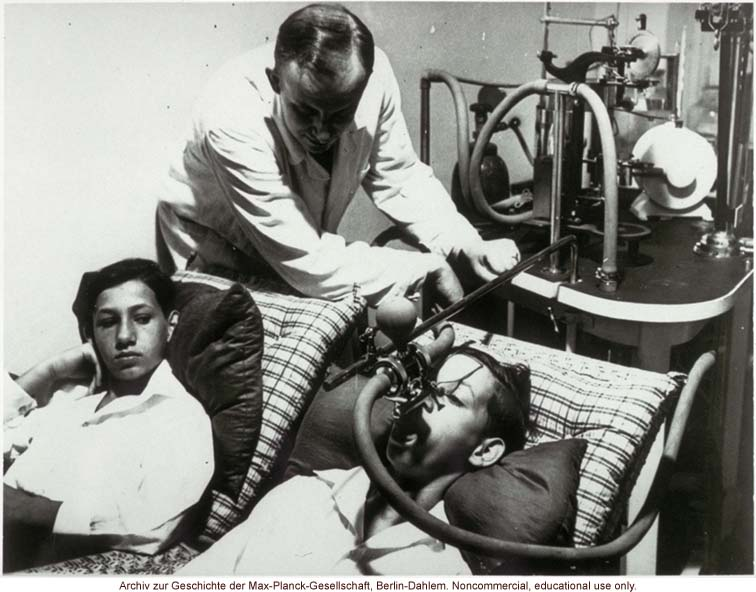 Archiv zur Geschichte der Max-Planck-Gesellschaft, Berlin-Dahlem. Noncommercial, educational use only.